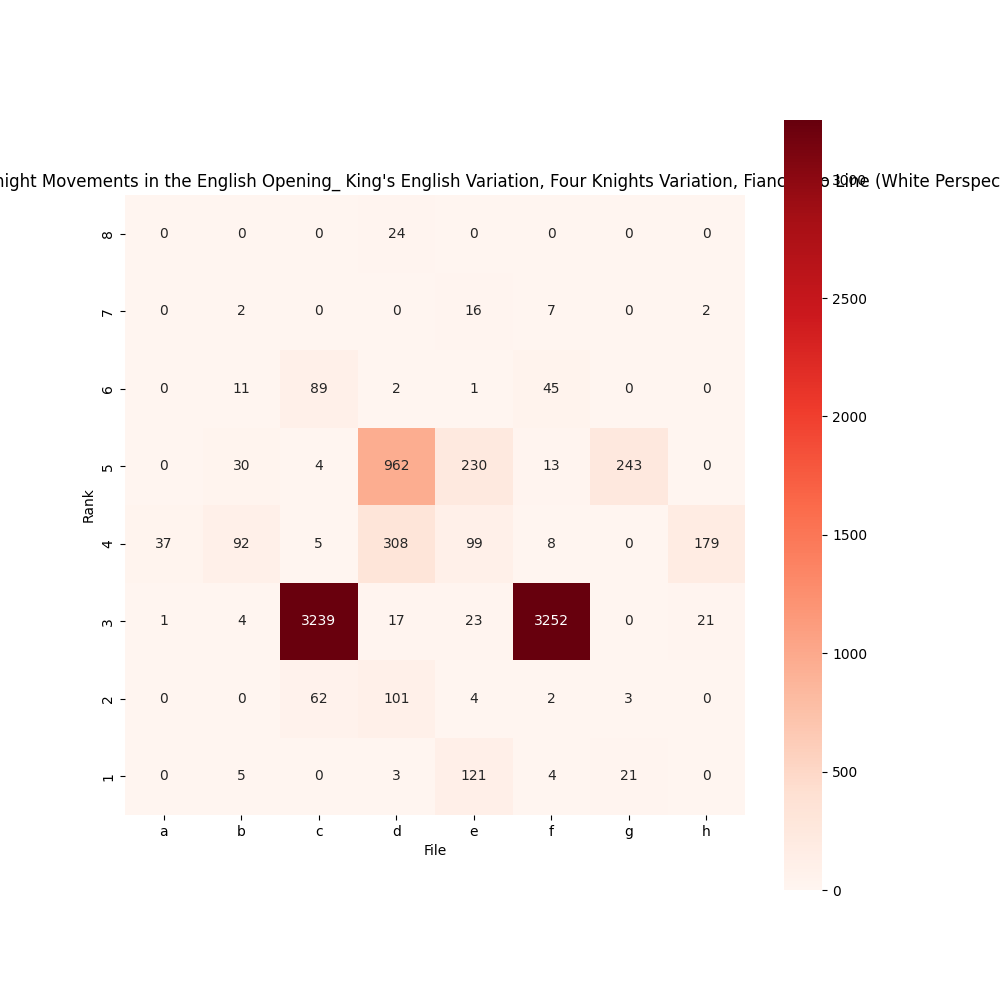 night Movements in the English Opening_ King's English Variation, Four Knights Variation, Line (White Perspec
8 0 0 0 24 0 0 0 0
7 0 2 0 0 16 7 0 2
6 0 11 89 2 1 45 0 0
5 0 30 4 962 230 13 243 0
Rank
4 37 92 5 308 99 8 0 179
3 1 4 3239 17 23 3252 0 21
2 0 0 62 101 4 2 3 0
1 0 5 0 3 121 4 21 0
a b c d e f g h
File
3000
2500
2000
1500
1000
500
0